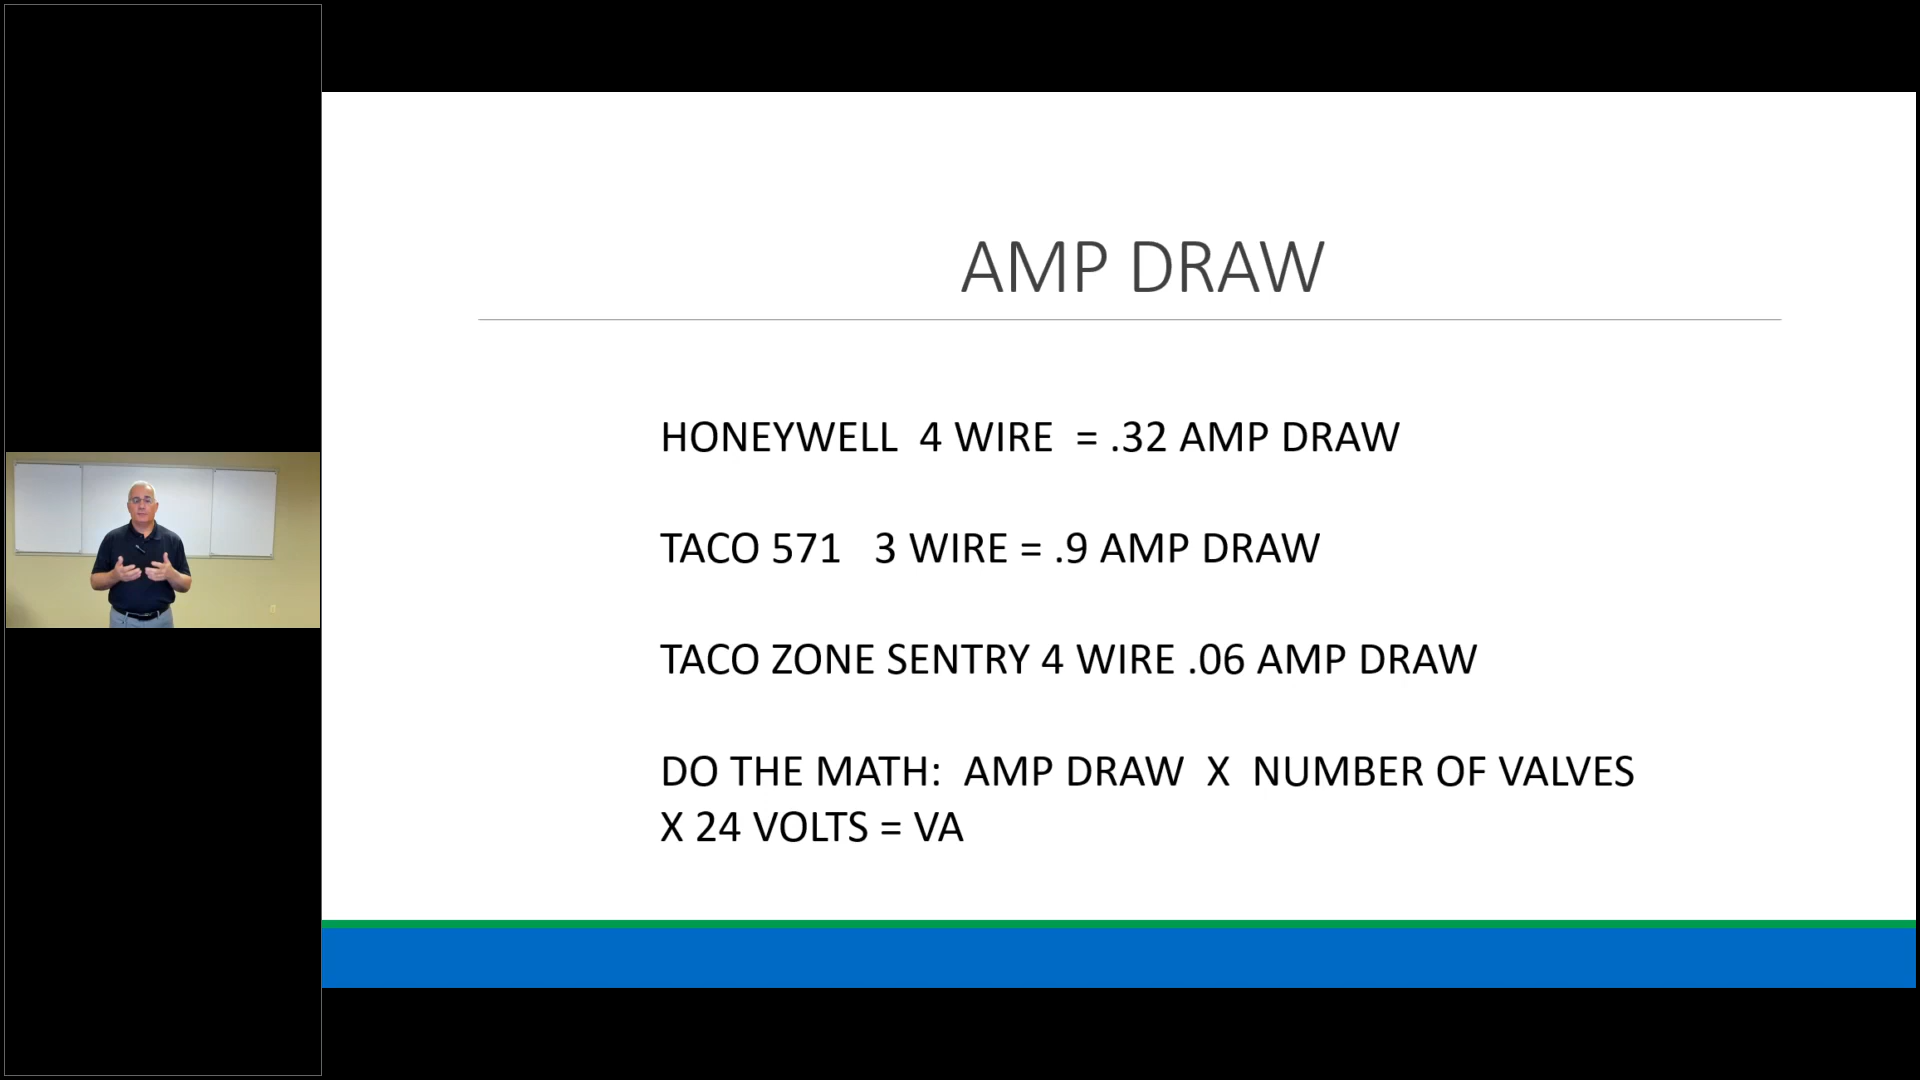 AMP DRAW
HONEYWELL 4 WIRE = .32 AMP DRAW
TACO 571 3 WIRE = .9 AMP DRAW
TACO ZONE SENTRY 4 WIRE .06 AMP DRAW
DO THE MATH: AMP DRAW X NUMBER OF VALVES
X 24 VOLTS = VA